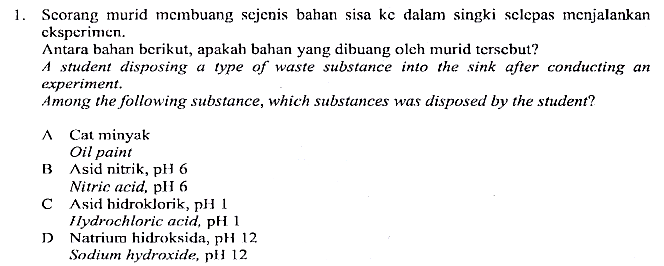 1. Seorang murid membuang sejenis bahan sisa ke dalam singki selepas menjalankan
eksperimen.
Antara bahan berikut, apakah bahan yang dibuang oleh murid tersebut?
A student disposing a type of waste substance into the sink after conducting an
experiment.
Among the following substance, which substances was disposed by the student?
A Cat minyak
Oil paint
B Asid nitrik, pH 6
Nitric acid, pH 6
C Asid hidroklorik, pH 1
Hydrochloric acid, pH 1
D Natrium hidroksida, pH 12
Sodium hydroxide, pH 12